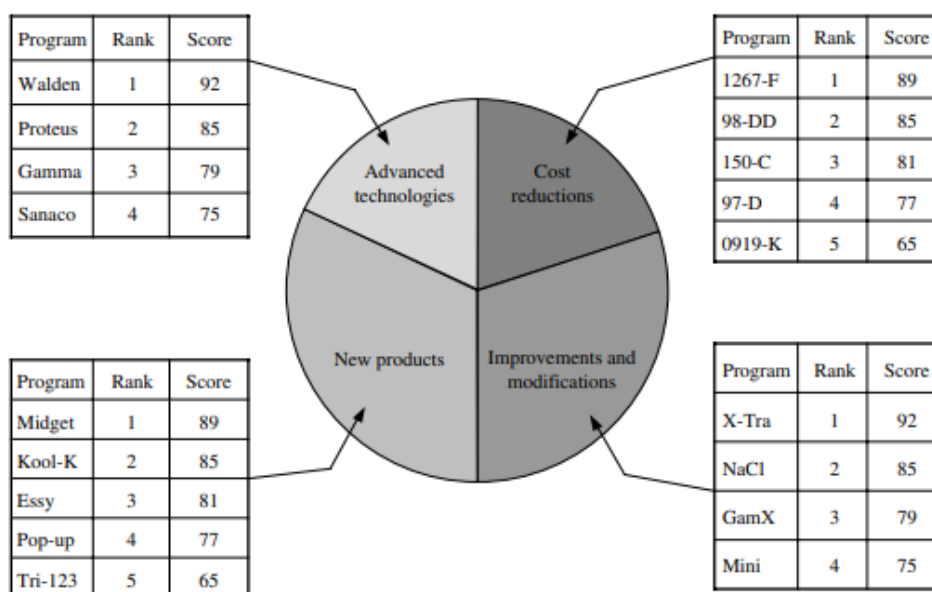 Program Rank Score
Walden 1 92
Proteus 2 85
Gamma 3 79
Sanaco 4 75
Program Rank Score
1267-F 1 89
98-DD 2 85
150-C 3 81
97-D 4 77
0919-K 5 65
Advanced
technologies
Cost
reductions
New products
Improvements and
modifications
Program Rank Score
Midget 1 89
Kool-K 2 85
Essy 3 81
Pop-up 4 77
Tri-123 5 65
Program Rank Score
X-Tra 1 92
NaCl 2 85
GamX 3 79
Mini 4 75